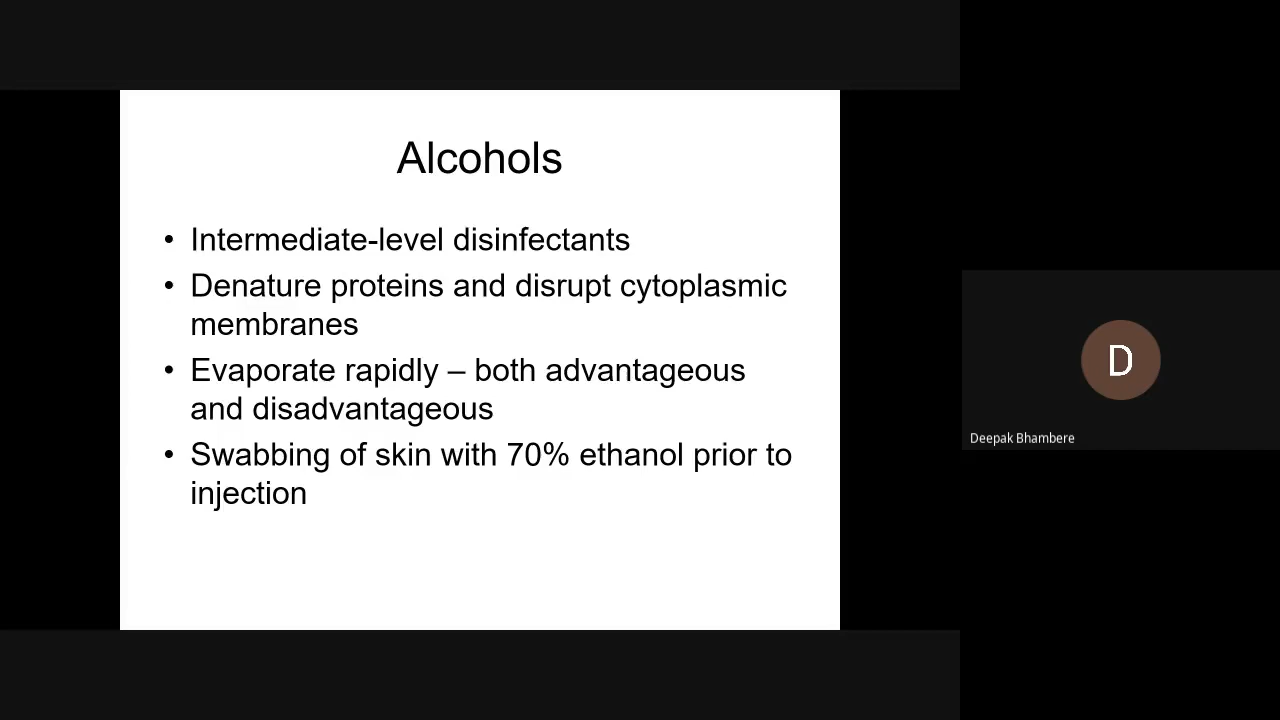 Alcohols
• Intermediate-level disinfectants
• Denature proteins and disrupt cytoplasmic
membranes
• Evaporate rapidly – both advantageous
and disadvantageous
• Swabbing of skin with 70% ethanol prior to
injection
D
Deepak Bhambere